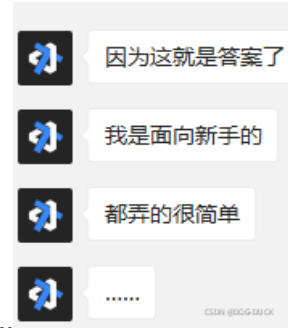 因为这就是答案了
我是面向新手的
都弄的很简单
......
CSDN @DOG-DUCK